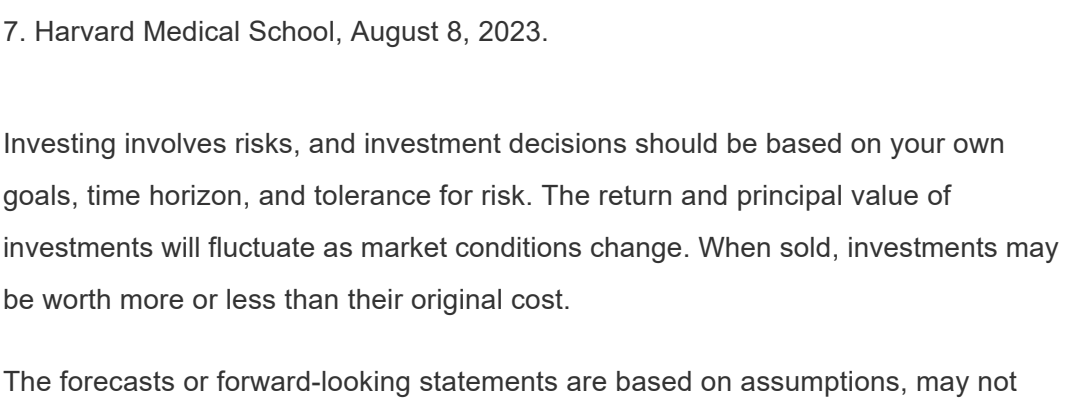 7. Harvard Medical School, August 8, 2023.
Investing involves risks, and investment decisions should be based on your own
goals, time horizon, and tolerance for risk. The return and principal value of
investments will fluctuate as market conditions change. When sold, investments may
be worth more or less than their original cost.
The forecasts or forward-looking statements are based on assumptions, may not